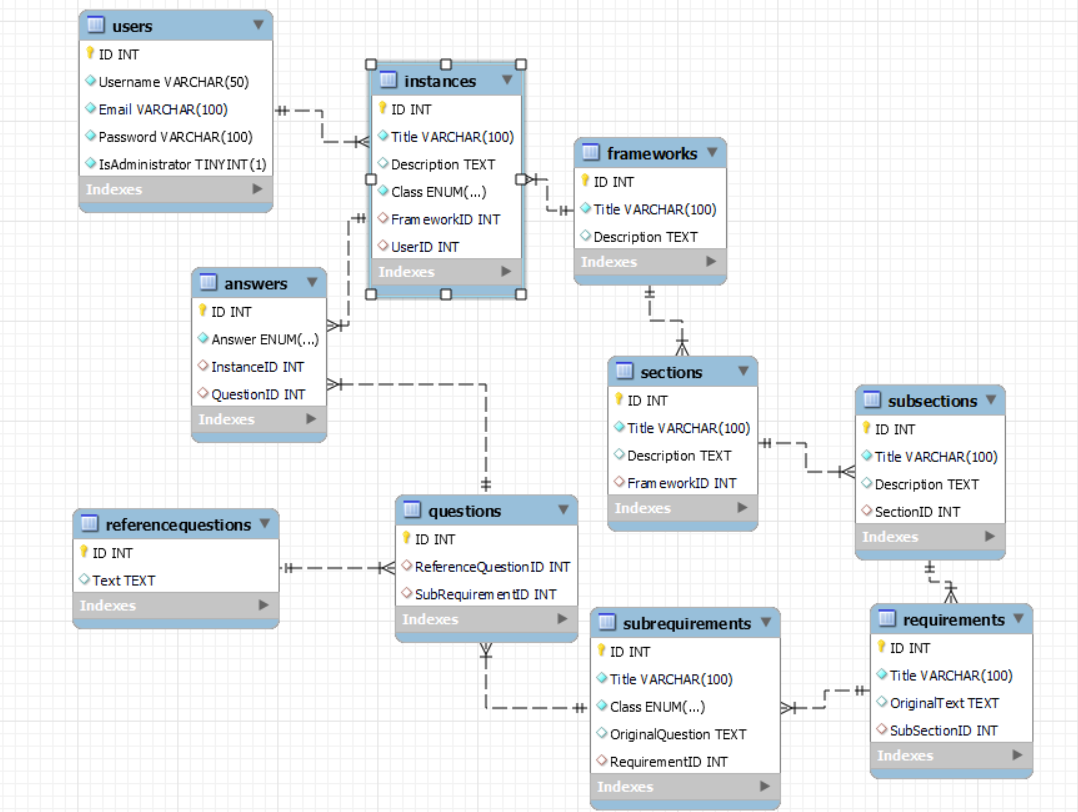 users
ID INT
Username VARCHAR(50)
Email VARCHAR(100)
Password VARCHAR(100)
IsAdministrator TINYINT(1)
Indexes
instances
ID INT
Title VARCHAR(100)
Description TEXT
Class ENUM(...)
FrameworkID INT
UserID INT
Indexes
frameworks
ID INT
Title VARCHAR(100)
Description TEXT
Indexes
answers
ID INT
Answer ENUM(...)
InstanceID INT
QuestionID INT
Indexes
sections
ID INT
Title VARCHAR(100)
Description TEXT
FrameworkID INT
Indexes
subsections
ID INT
Title VARCHAR(100)
Description TEXT
SectionID INT
Indexes
referencequestions
ID INT
Text TEXT
Indexes
questions
ID INT
ReferenceQuestionID INT
SubRequirementID INT
Indexes
subrequirements
ID INT
Title VARCHAR(100)
Class ENUM(...)
OriginalQuestion TEXT
RequirementID INT
Indexes
requirements
ID INT
Title VARCHAR(100)
OriginalText TEXT
SubSectionID INT
Indexes